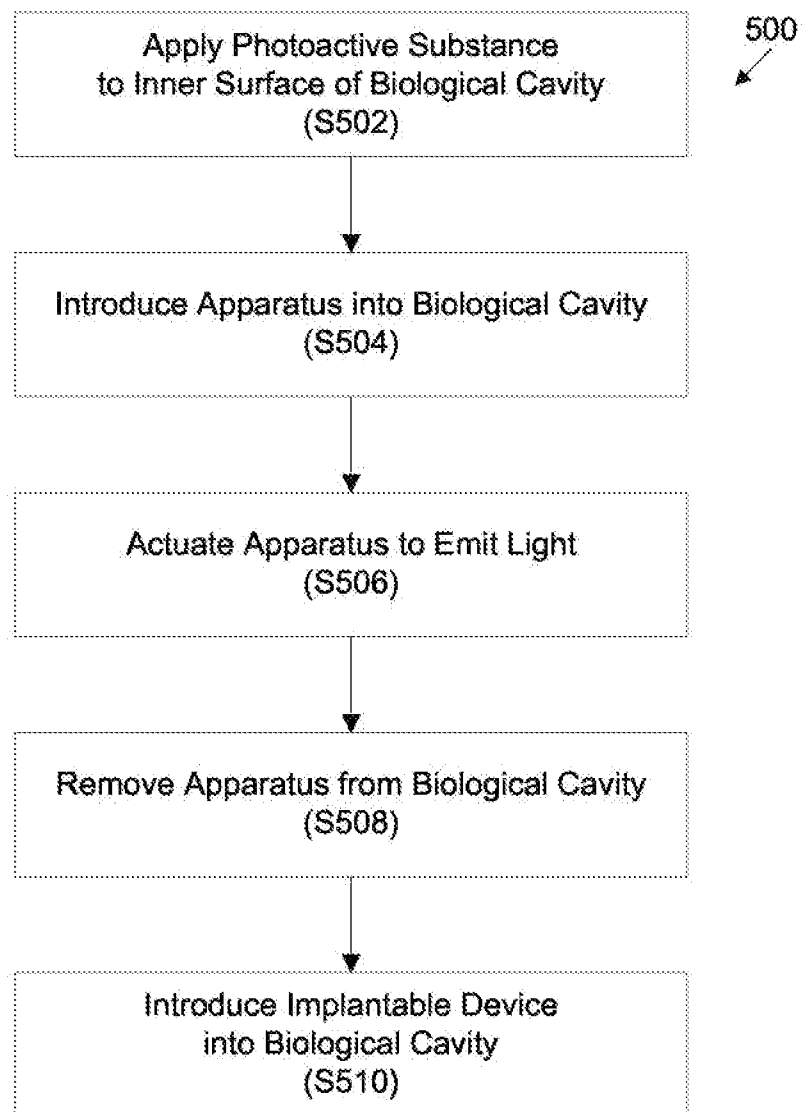 500
Apply Photoactive Substance
to Inner Surface of Biological Cavity
(S502)
Introduce Apparatus into Biological Cavity
(S504)
Actuate Apparatus to Emit Light
(S506)
Remove Apparatus from Biological Cavity
(S508)
Introduce Implantable Device
into Biological Cavity
(S510)